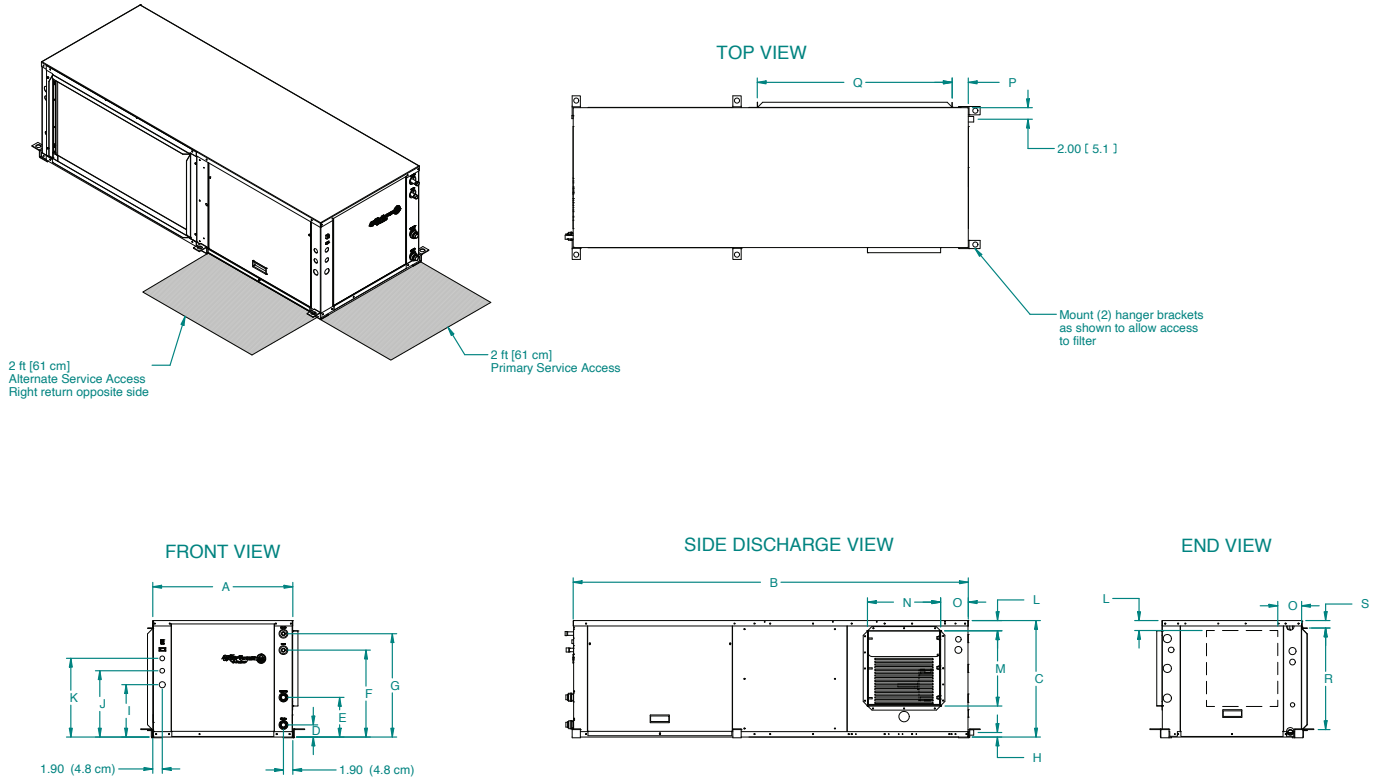 TOP VIEW
Q
P
2.00 [ 5.1 ]
Mount (2) hanger brackets
as shown to allow access
to filter
2 ft [61 cm]
Alternate Service Access
Right return opposite side
2 ft [61 cm]
Primary Service Access
FRONT VIEW
A
K
J
I
D
E
F
G
1.90 (4.8 cm)
1.90 (4.8 cm)
SIDE DISCHARGE VIEW
B
N
O
L
M
C
H
END VIEW
L
O
S
R